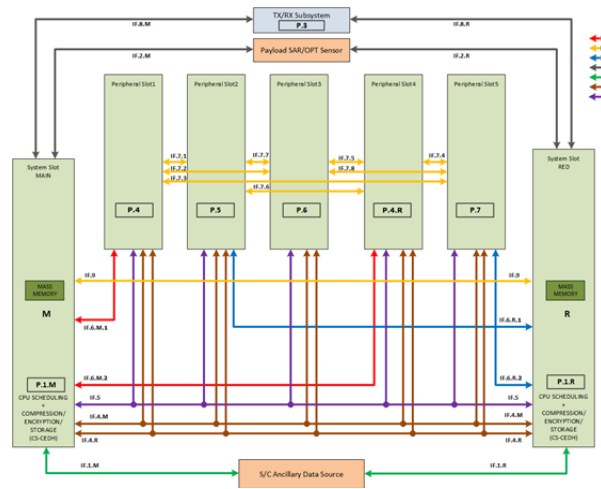 TX/RX Subsystem
P.3
IF.8.M
IF.8.R
Payload SAR/OPT Sensor
IF.2.M
IF.2.R
Peripheral Slot1
Peripheral Slot2
Peripheral Slot3
Peripheral Slot4
Peripheral Slot5
IF.7.1
IF.7.7
IF.7.5
IF.7.4
IF.7.2
IF.7.8
IF.7.3
IF.7.6
System Slot
MAIN
System Slot
RED
P.4
P.5
P.6
P.4.R
P.7
IF.9
IF.9
MASS
MEMORY
MASS
MEMORY
M
R
IF.6.M.1
IF.6.R.1
IF.6.M.2
IF.6.R.2
P.1.M
P.1.R
CPU SCHEDULING
+
COMPRESSION/
ENCRYPTION/
STORAGE
(CS-CEDH)
CPU SCHEDULING
+
COMPRESSION/
ENCRYPTION/
STORAGE
(CS-CEDH)
IF.5
IF.5
IF.4.M
IF.4.M
IF.4.R
IF.4.R
IF.1.M
IF.1.R
S/C Ancillary Data Source